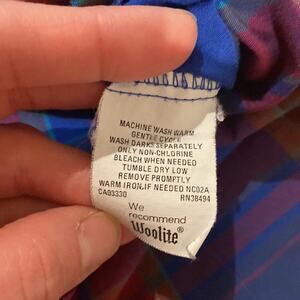 MACHINE WASH WARM
GENTLE CYCLE
WASH DARKS SEPARATELY
ONLY NON-CHLORINE
BLEACH WHEN NEEDED
TUMBLE DRY LOW
REMOVE PROMPTLY
WARM IRON,IF NEEDED NC02A
CA03330 RN38494
We
recommend
Woolite®